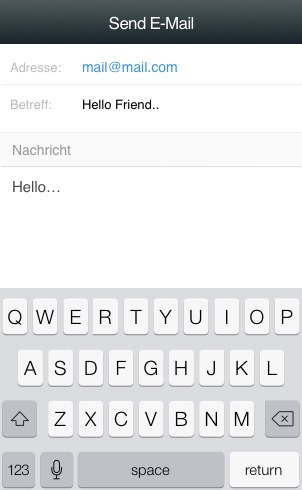 Send E-Mail
Adresse: mail@mail.com
Betreff: Hello Friend..
Nachricht
Hello...
Q W E R T Y U I O P
A S D F G H J K L
Z X C V B N M
123 space return